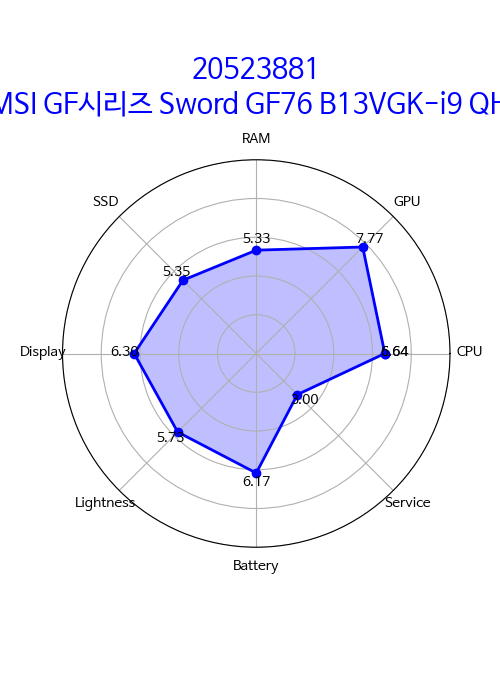 20523881
MSI GF시리즈 Sword GF76 B13VGK-i9 QH
RAM
SSD
GPU
5.33
7.77
5.35
Display
6.30
6.64
CPU
3.00
5.73
6.17
Lightness
Service
Battery